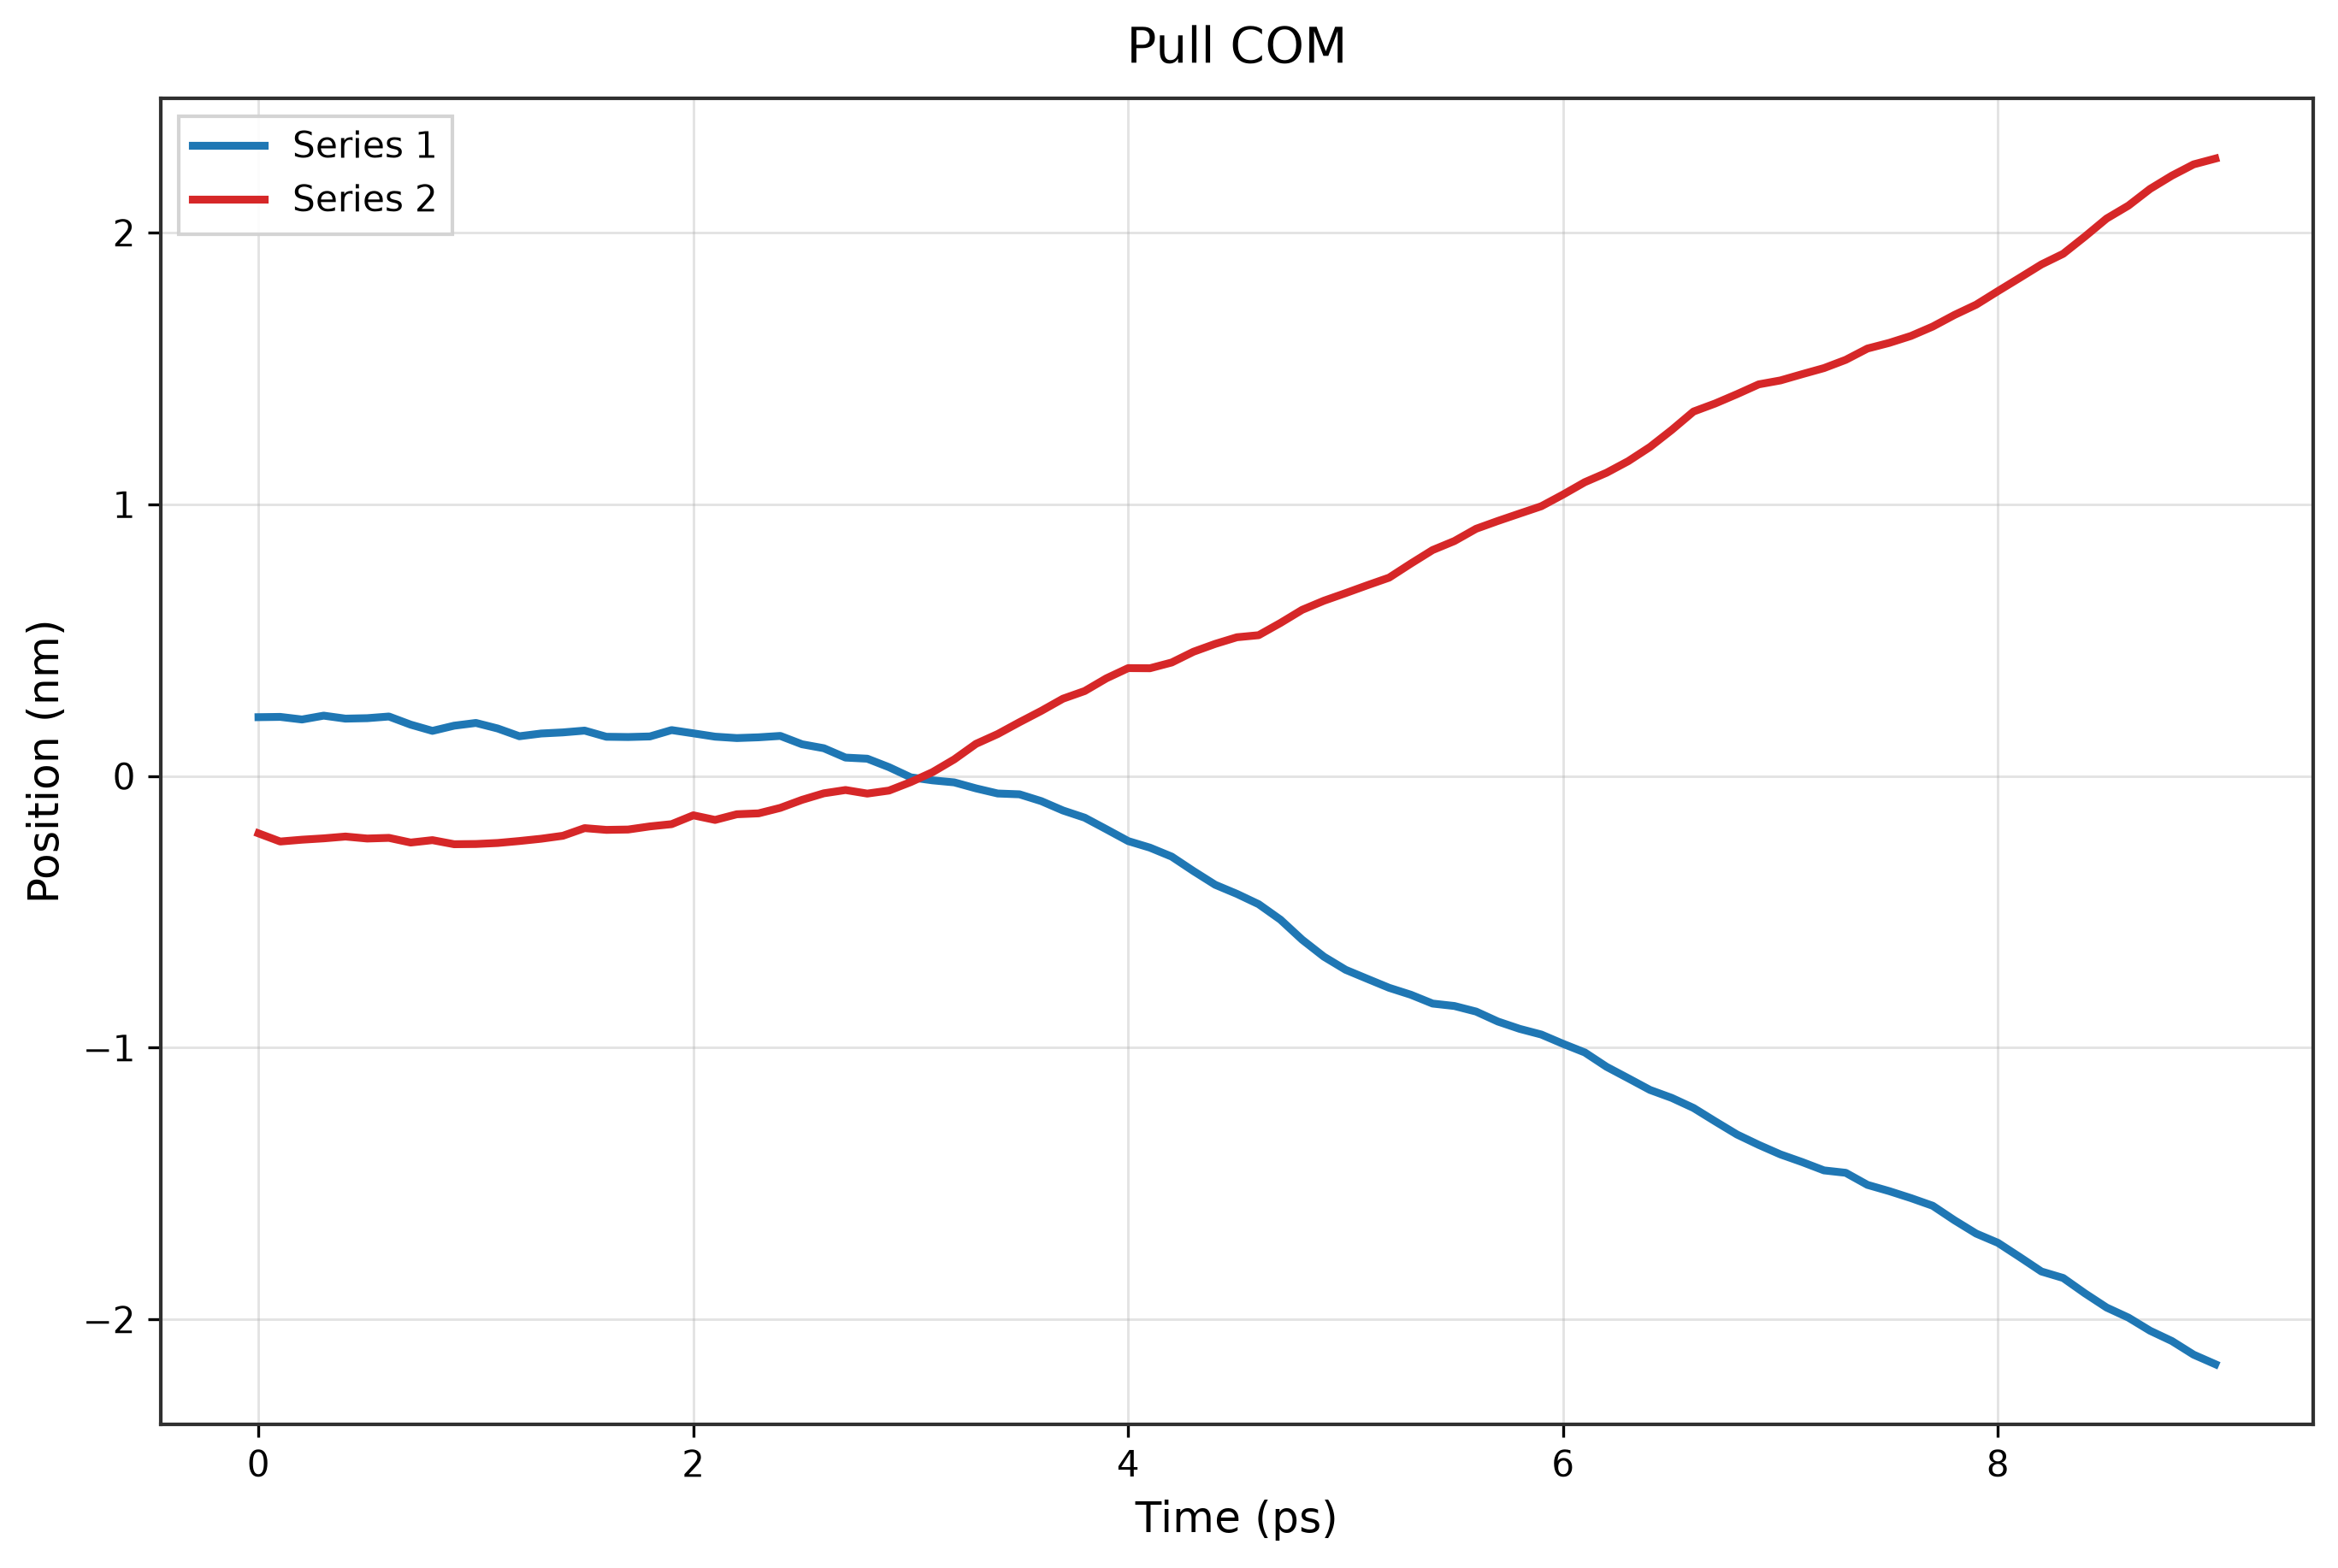 Pull COM
Series 1
Series 2
2
1
0
−1
−2
Position (nm)
0 2 4 6 8
Time (ps)